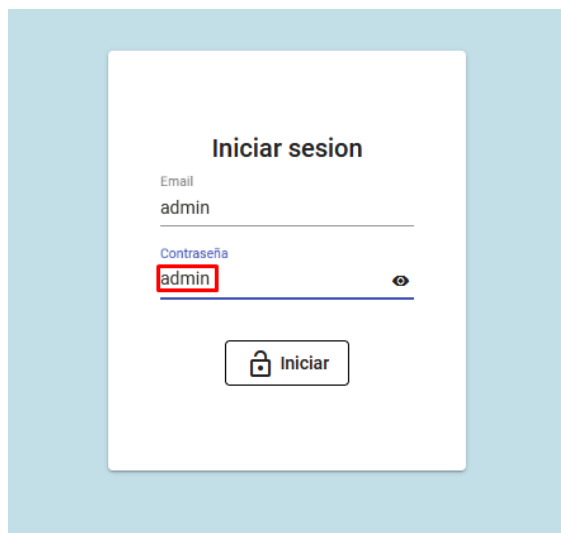 Iniciar sesion
Email
admin
Contraseña
admin
Iniciar